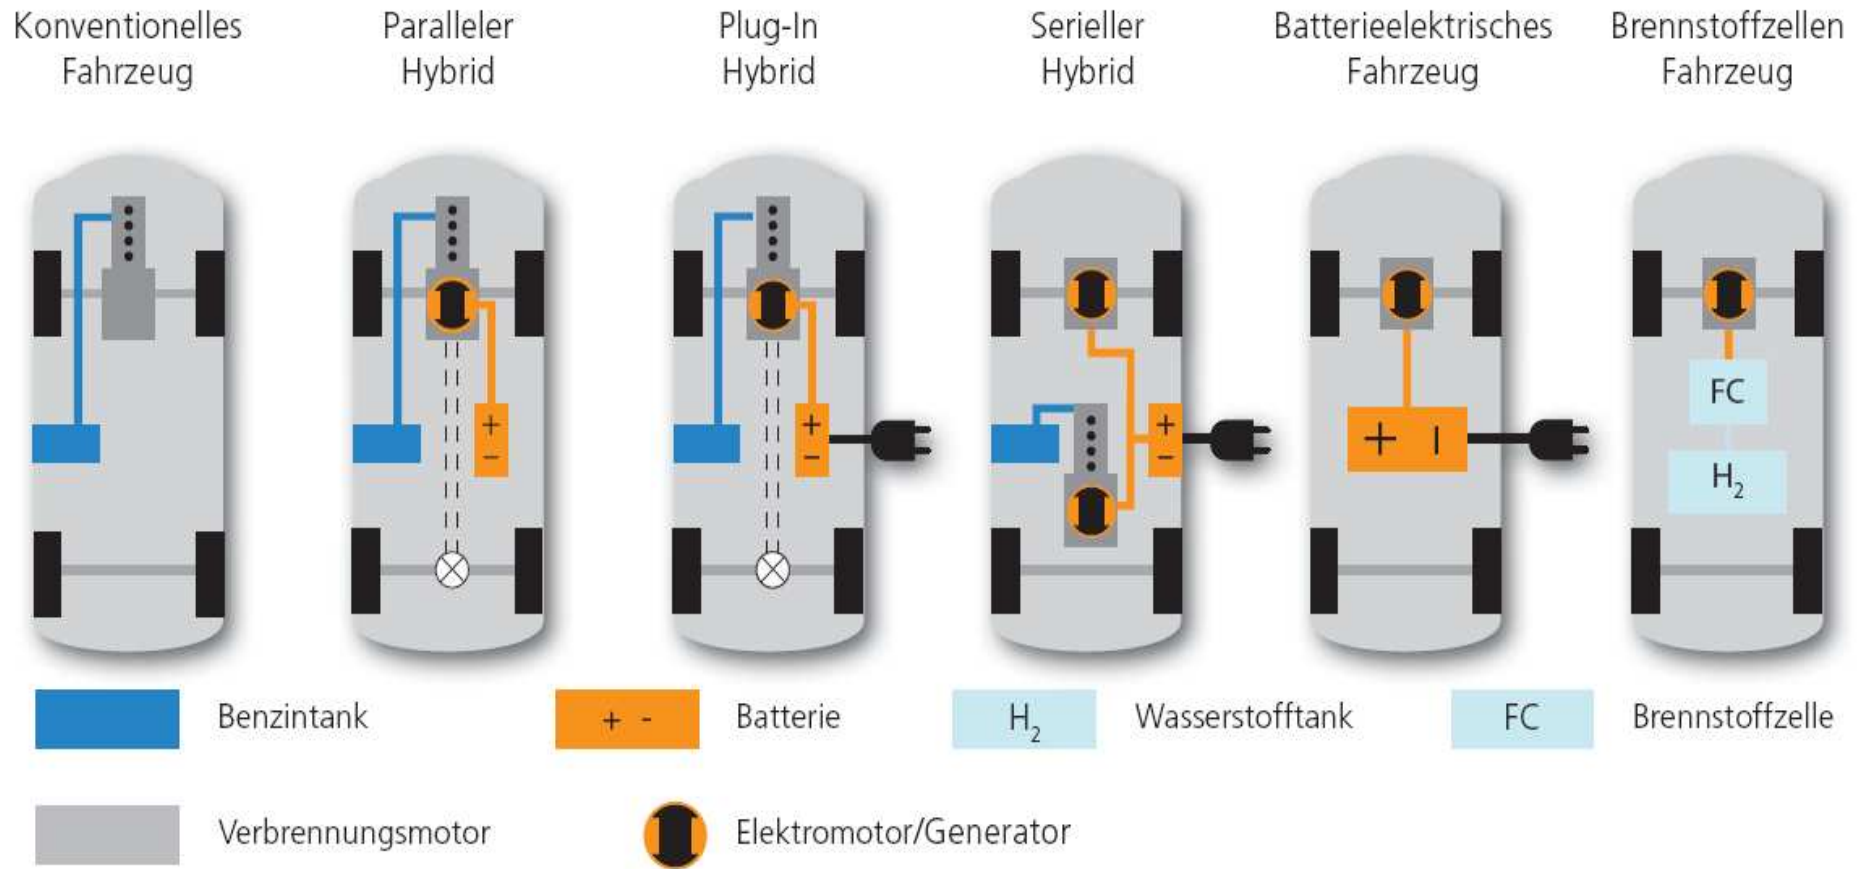 Konventionelles
Fahrzeug
Paralleler
Hybrid
Plug-In
Hybrid
Serieller
Hybrid
Batterieelektrisches
Fahrzeug
Brennstoffzellen
Fahrzeug
+
−
+
−
+
−
+ −
FC
H₂
Benzintank
+ - Batterie
H₂ Wasserstofftank
FC Brennstoffzelle
Verbrennungsmotor
Elektromotor/Generator